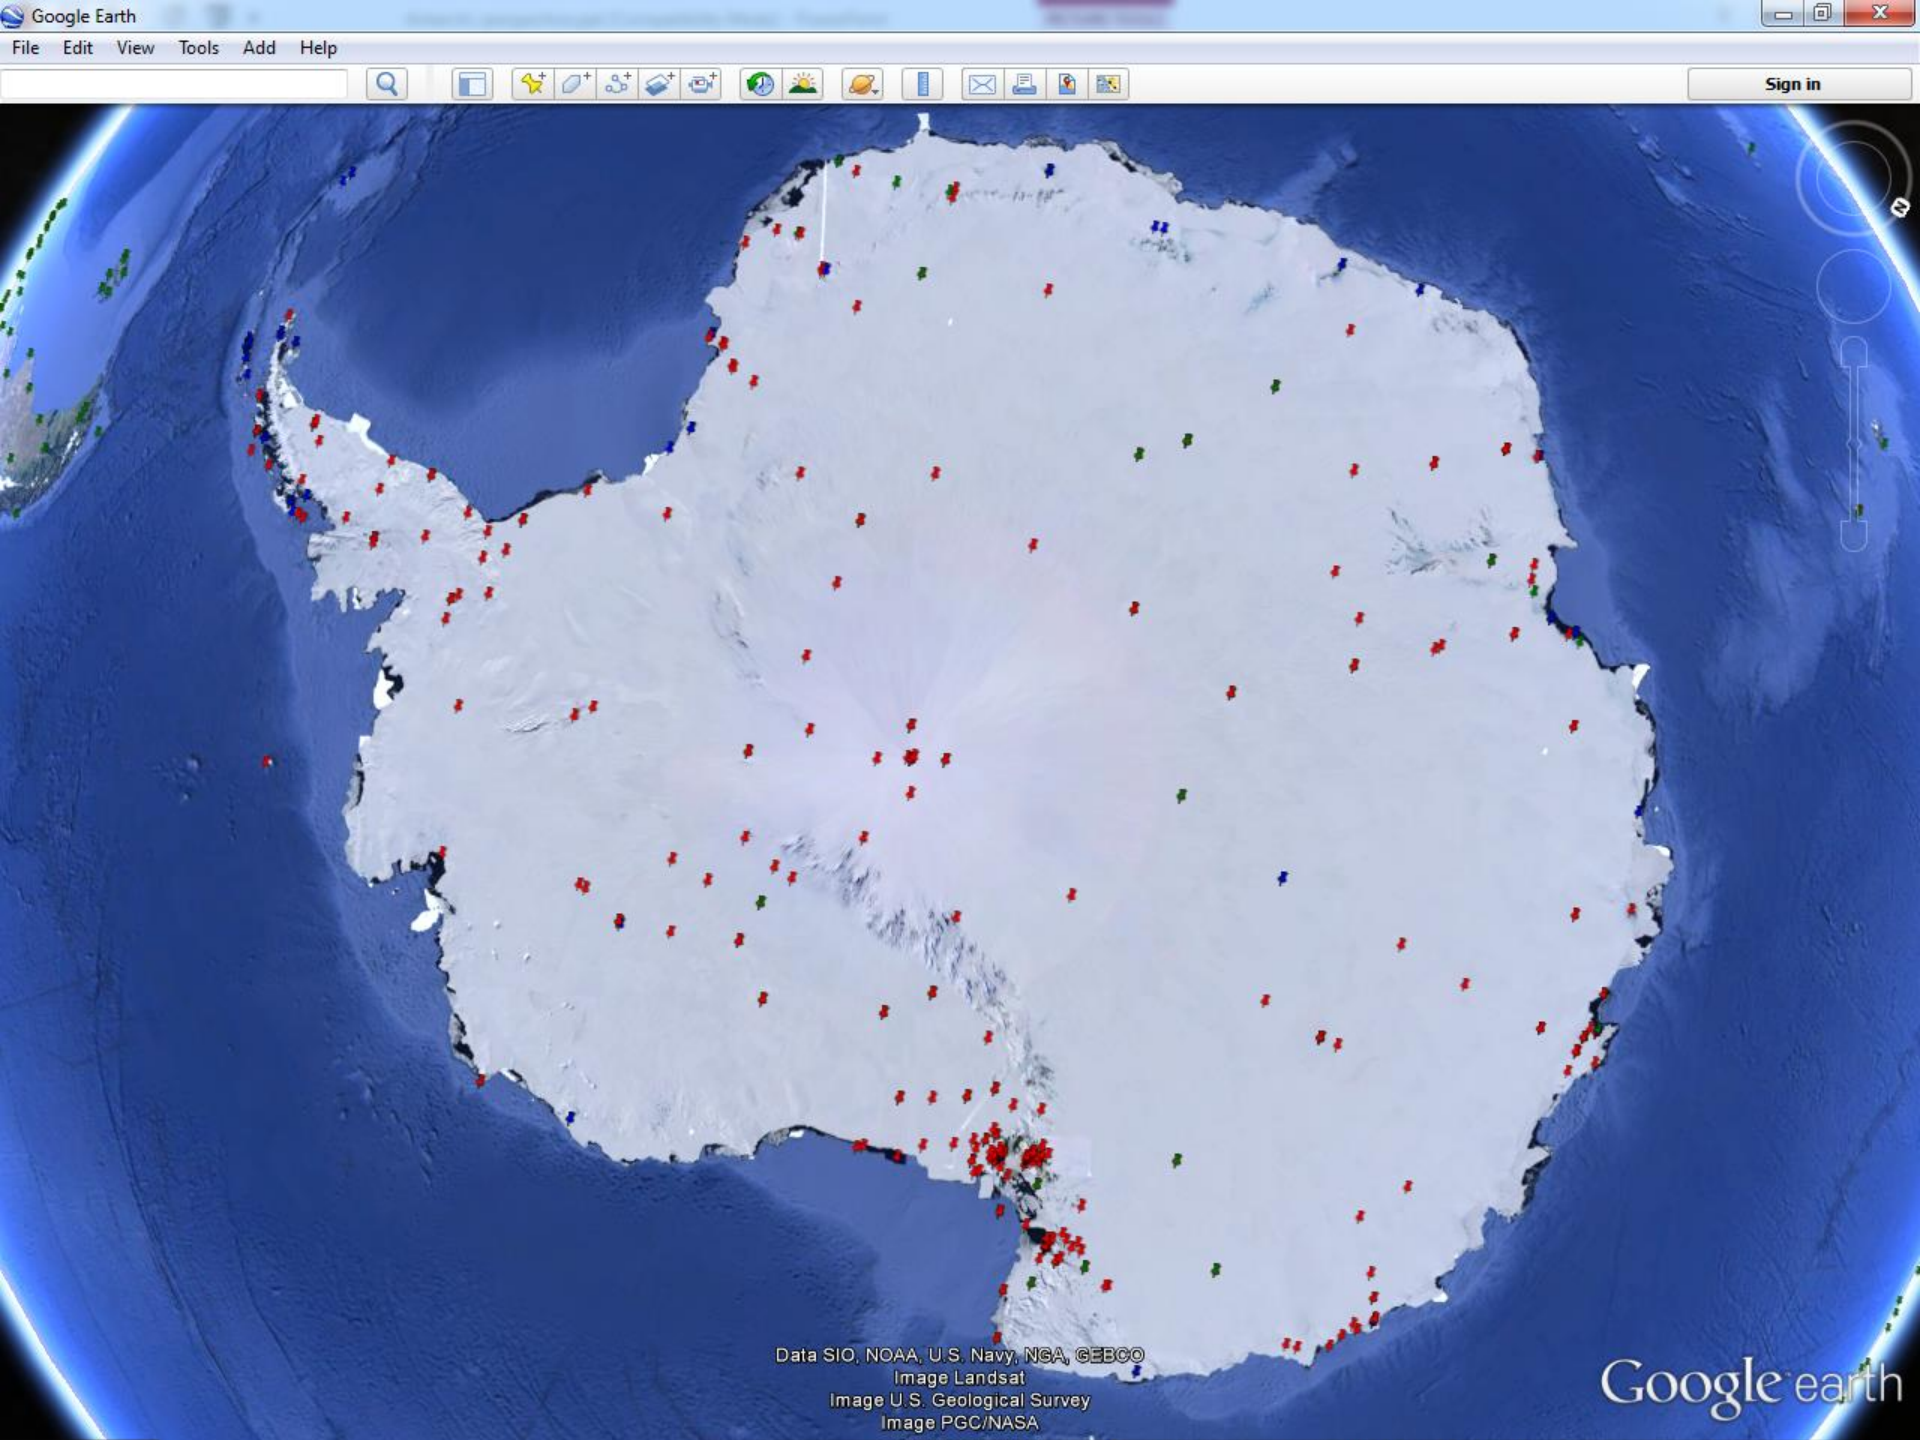 Google Earth
File Edit View Tools Add Help
Sign in
N
Data SIO, NOAA, U.S. Navy, NGA, GEBCO
Image Landsat
Image U.S. Geological Survey
Image PGC/NASA
Google earth